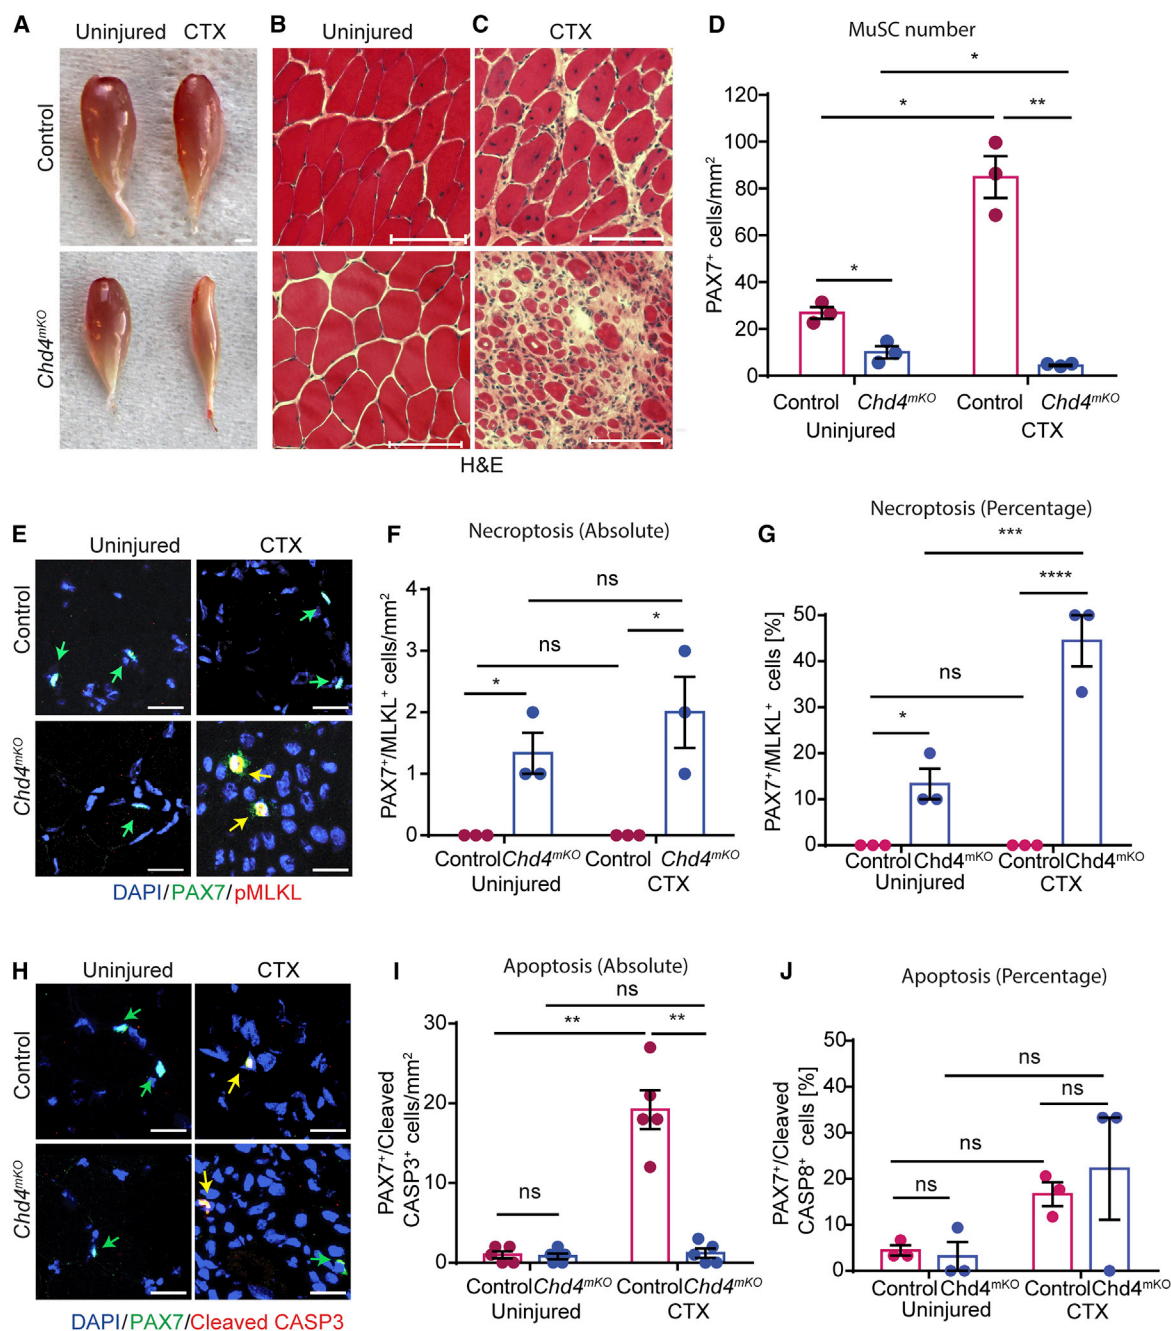 A
Uninjured CTX
Control
Chd4mKO
B
Uninjured
C
CTX
H&E
D
MuSC number
PAX7+ cells/mm2
120
100
80
60
40
20
0
*
*
**
*
Control Chd4mKO Control Chd4mKO
Uninjured CTX
E
Uninjured CTX
Control
Chd4mKO
DAPI/PAX7/pMLKL
F
Necroptosis (Absolute)
PAX7+/MLKL+ cells/mm2
4
3
2
1
0
ns
ns
*
*
Control Chd4mKO Control Chd4mKO
Uninjured CTX
G
Necroptosis (Percentage)
PAX7+/MLKL+ cells [%]
50
40
30
20
10
0
***
****
ns
*
Control Chd4mKO Control Chd4mKO
Uninjured CTX
H
Uninjured CTX
Control
Chd4mKO
DAPI/PAX7/Cleaved CASP3
I
Apoptosis (Absolute)
PAX7+/Cleaved
CASP3+ cells/mm2
30
20
10
0
ns
**
**
ns
Control Chd4mKO Control Chd4mKO
Uninjured CTX
J
Apoptosis (Percentage)
PAX7+/Cleaved
CASP8+ cells [%]
50
40
30
20
10
0
ns
ns
ns
ns
Control Chd4mKO Control Chd4mKO
Uninjured CTX